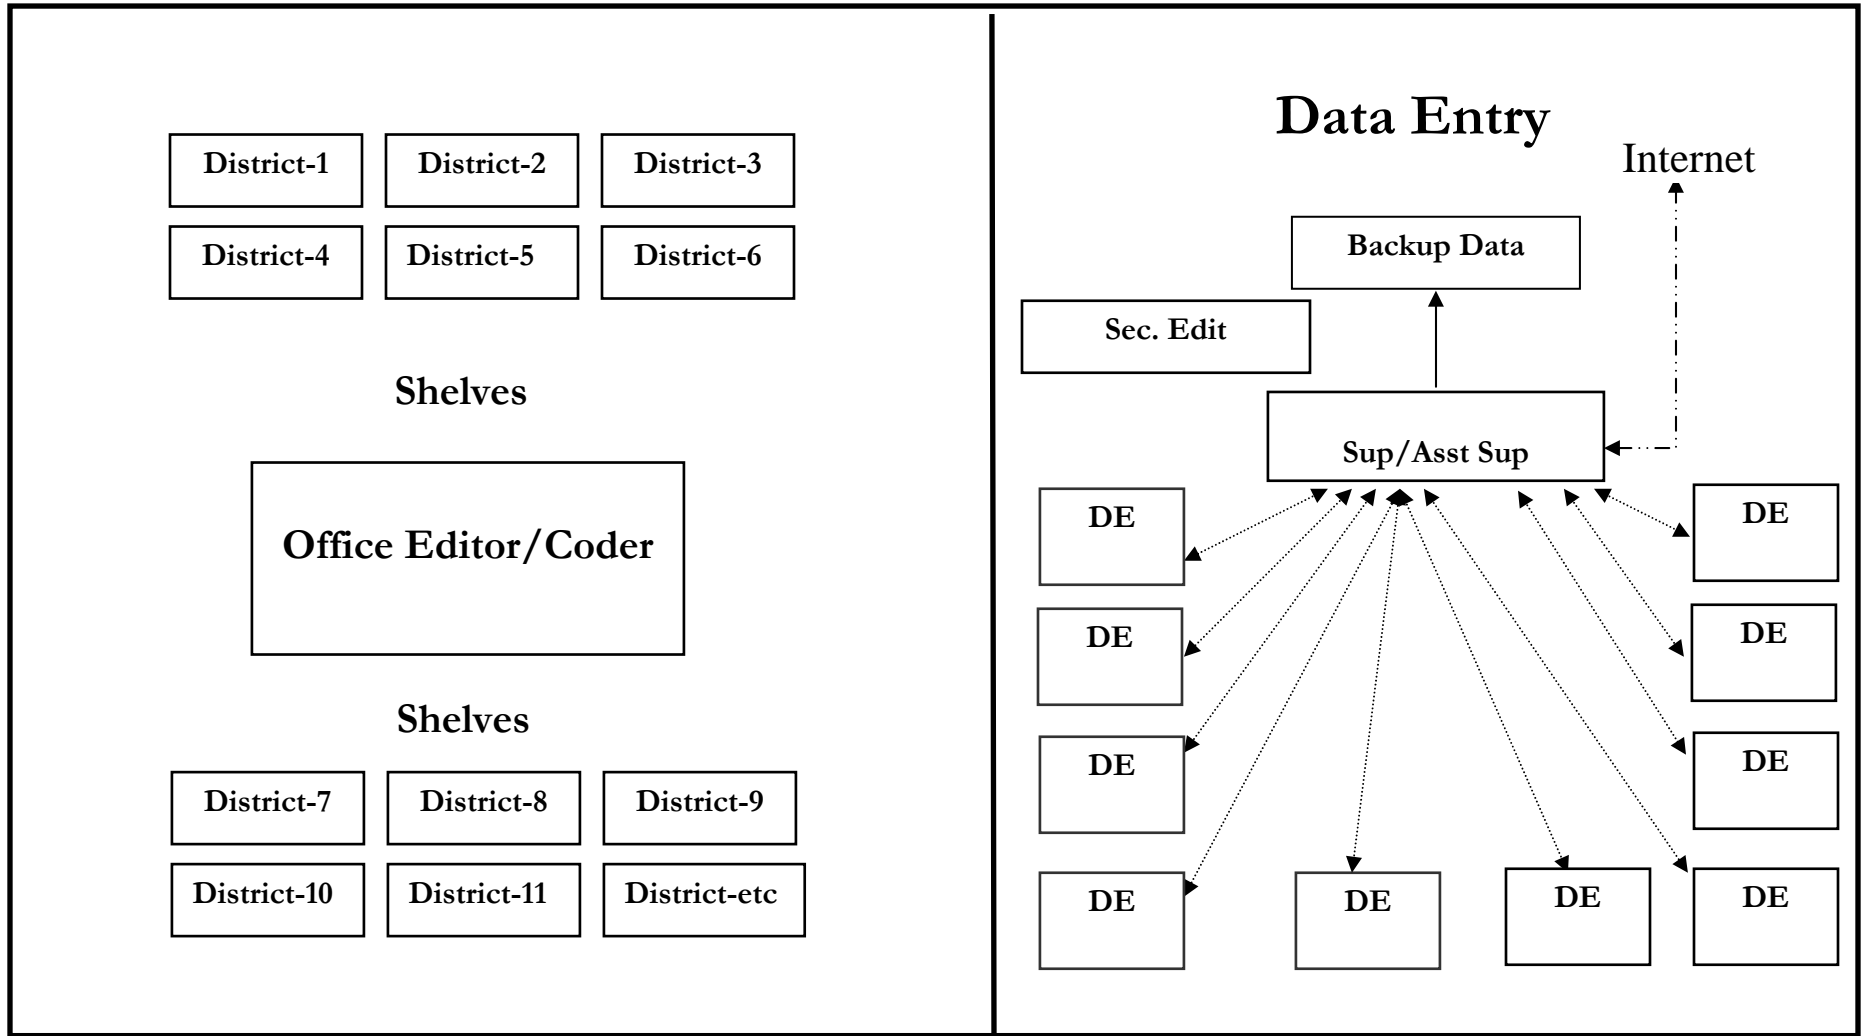 District-1
District-2
District-3
District-4
District-5
District-6
Shelves
Office Editor/Coder
Shelves
District-7
District-8
District-9
District-10
District-11
District-etc
Data Entry
Internet
Backup Data
Sec. Edit
Sup/Asst Sup
DE
DE
DE
DE
DE
DE
DE
DE
DE
DE